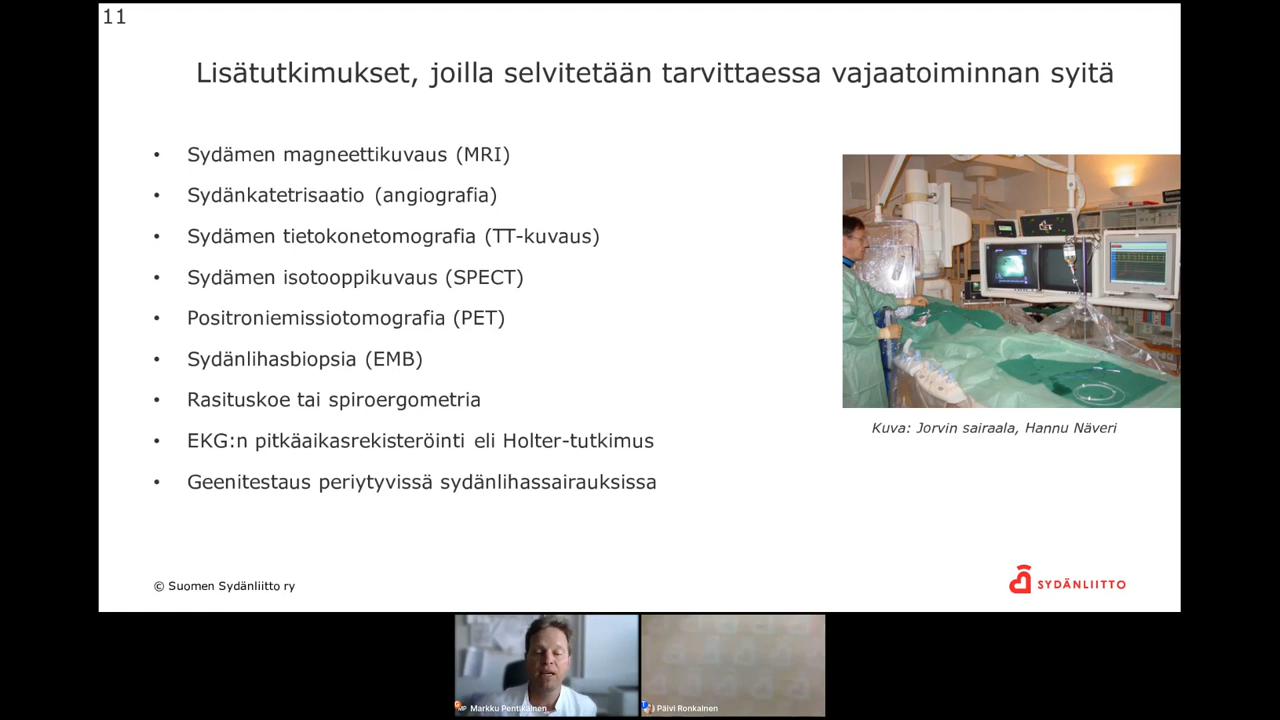 11
Lisätutkimukset, joilla selvitetään tarvittaessa vajaatoiminnan syitä
• Sydämen magneettikuvaus (MRI)
• Sydänkatetrisaatio (angiografia)
• Sydämen tietokonetomografia (TT-kuvaus)
• Sydämen isotooppikuvaus (SPECT)
• Positroniemissiotomografia (PET)
• Sydänlihasbiopsia (EMB)
• Rasituskoe tai spiroergometria
• EKG:n pitkäaikasrekisteröinti eli Holter-tutkimus
• Geenitestaus periytyvissä sydänlihassairauksissa
Kuva: Jorvin sairaala, Hannu Näveri
© Suomen Sydänliitto ry
SYDÄNLIITTO
Markku Pentikäinen
Päivi Ronkainen